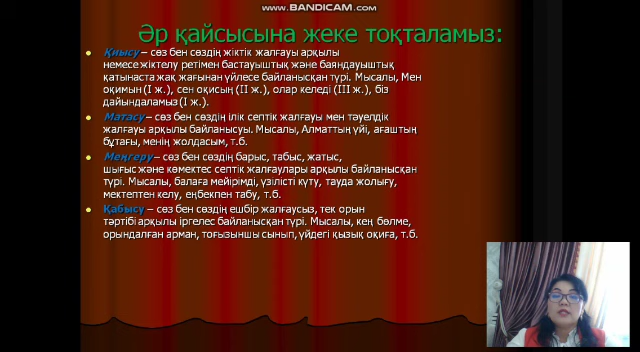 WWW.BANDICAM.COM
Әр қайсысына жеке тоқталамыз:
Қиысу – сөз бен сөздің жіктік жалғауы арқылы
немесе жіктелу ретімен бастауыштық және баяндауыштық
қатынаста жақ жағынан үйлесе байланысқан түрі. Мысалы, Мен
оқимын (І ж.), сен оқисың (ІІ ж.), олар келеді (ІІІ ж.), біз
дайындаламыз (І ж.).
Матасу – сөз бен сөздің ілік септік жалғауы мен тәуелдік
жалғауы арқылы байланысуы. Мысалы, Алматтың үйі, ағаштың
бұтағы, менің жолдасым, т.б.
Меңгеру – сөз бен сөздің барыс, табыс, жатыс,
шығыс және көмектес септік жалғаулары арқылы байланысқан
түрі. Мысалы, балаға мейірімді, үзілісті күту, тауда жолығу,
мектептен келу, еңбекпен табу, т.б.
Қабысу – сөз бен сөздің ешбір жалғаусыз, тек орын
тәртібі арқылы іргелес байланысқан түрі. Мысалы, кең бөлме,
орындалған арман, тоғызыншы сынып, үйдегі қызық оқиға, т.б.